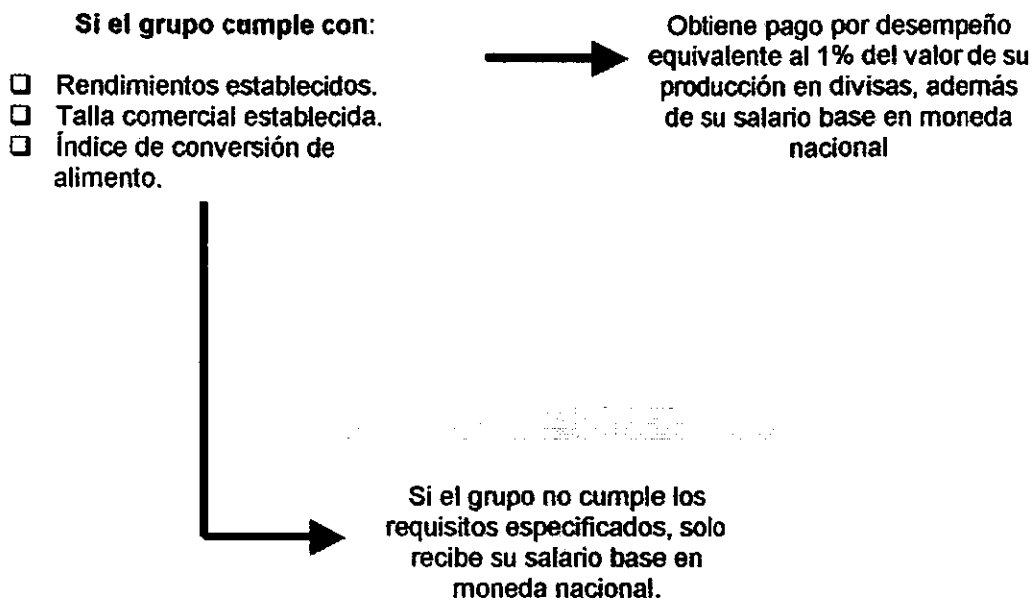 Si el grupo cumple con:
❑ Rendimientos establecidos.
❑ Talla comercial establecida.
❑ Índice de conversión de
alimento.
Obtiene pago por desempeño
equivalente al 1% del valor de su
producción en divisas, además
de su salario base en moneda
nacional
Si el grupo no cumple los
requisitos especificados, solo
recibe su salario base en
moneda nacional.